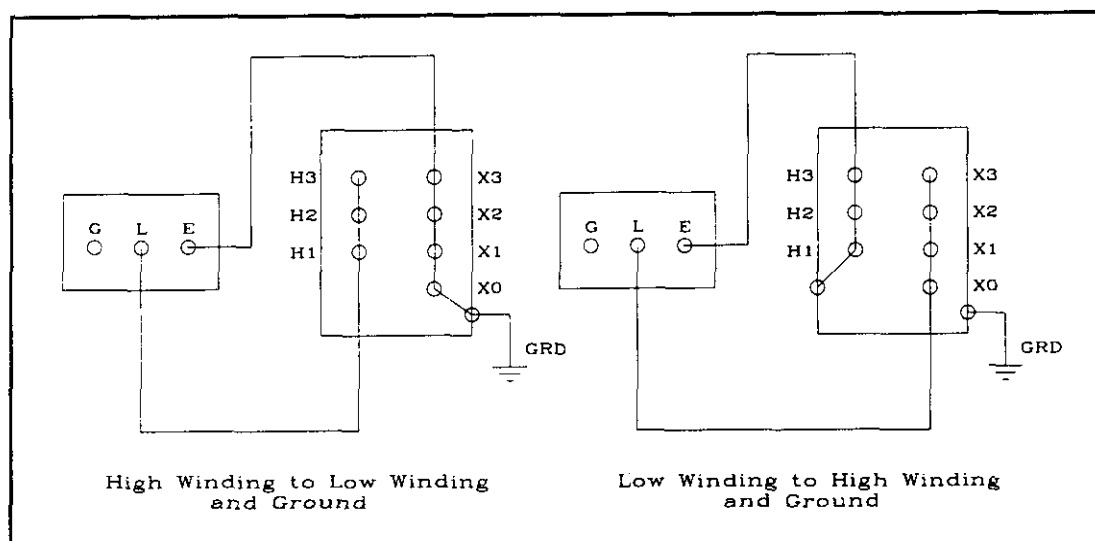 H3 X3
G L E H2 X2
H1 X1
X0
GRD
High Winding to Low Winding
and Ground
H3 X3
G L E H2 X2
H1 X1
X0
GRD
Low Winding to High Winding
and Ground